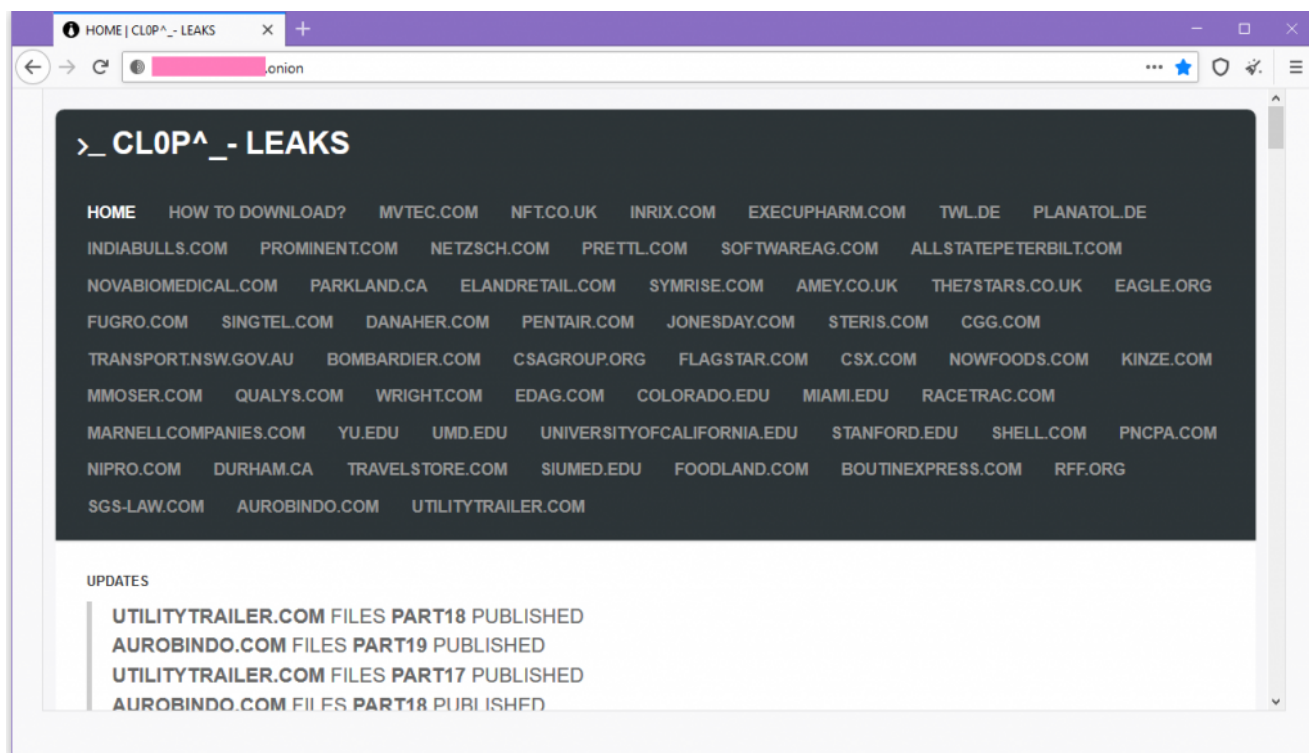 HOME | CL0P^_- LEAKS
.onion
>_ CL0P^_- LEAKS
HOME HOW TO DOWNLOAD? MVTEC.COM NFT.CO.UK INRIX.COM EXECUPHARM.COM TWL.DE PLANATOL.DE
INDIABULLS.COM PROMINENT.COM NETZSCH.COM PRETTL.COM SOFTWAREAG.COM ALLSTATEPETERBILT.COM
NOVABIOMEDICAL.COM PARKLAND.CA ELANDRETAIL.COM SYMRISE.COM AMEY.CO.UK THE7STARS.CO.UK EAGLE.ORG
FUGRO.COM SINGTEL.COM DANAHER.COM PENTAIR.COM JONESDAY.COM STERIS.COM CGG.COM
TRANSPORT.NSW.GOV.AU BOMBARDIER.COM CSAGROUP.ORG FLAGSTAR.COM CSX.COM NOWFOODS.COM KINZE.COM
MMOSER.COM QUALYS.COM WRIGHT.COM EDAG.COM COLORADO.EDU MIAMI.EDU RACETRAC.COM
MARNELLCOMPANIES.COM YU.EDU UMD.EDU UNIVERSITYOFCALIFORNIA.EDU STANFORD.EDU SHELL.COM PNCPA.COM
NIPRO.COM DURHAM.CA TRAVELSTORE.COM SIUMED.EDU FOODLAND.COM BOUTINEXPRESS.COM RFF.ORG
SGS-LAW.COM AUROBINDO.COM UTILITYTRAILER.COM
UPDATES
UTILITYTRAILER.COM FILES PART18 PUBLISHED
AUROBINDO.COM FILES PART19 PUBLISHED
UTILITYTRAILER.COM FILES PART17 PUBLISHED
AUROBINDO.COM FILES PART18 PUBLISHED